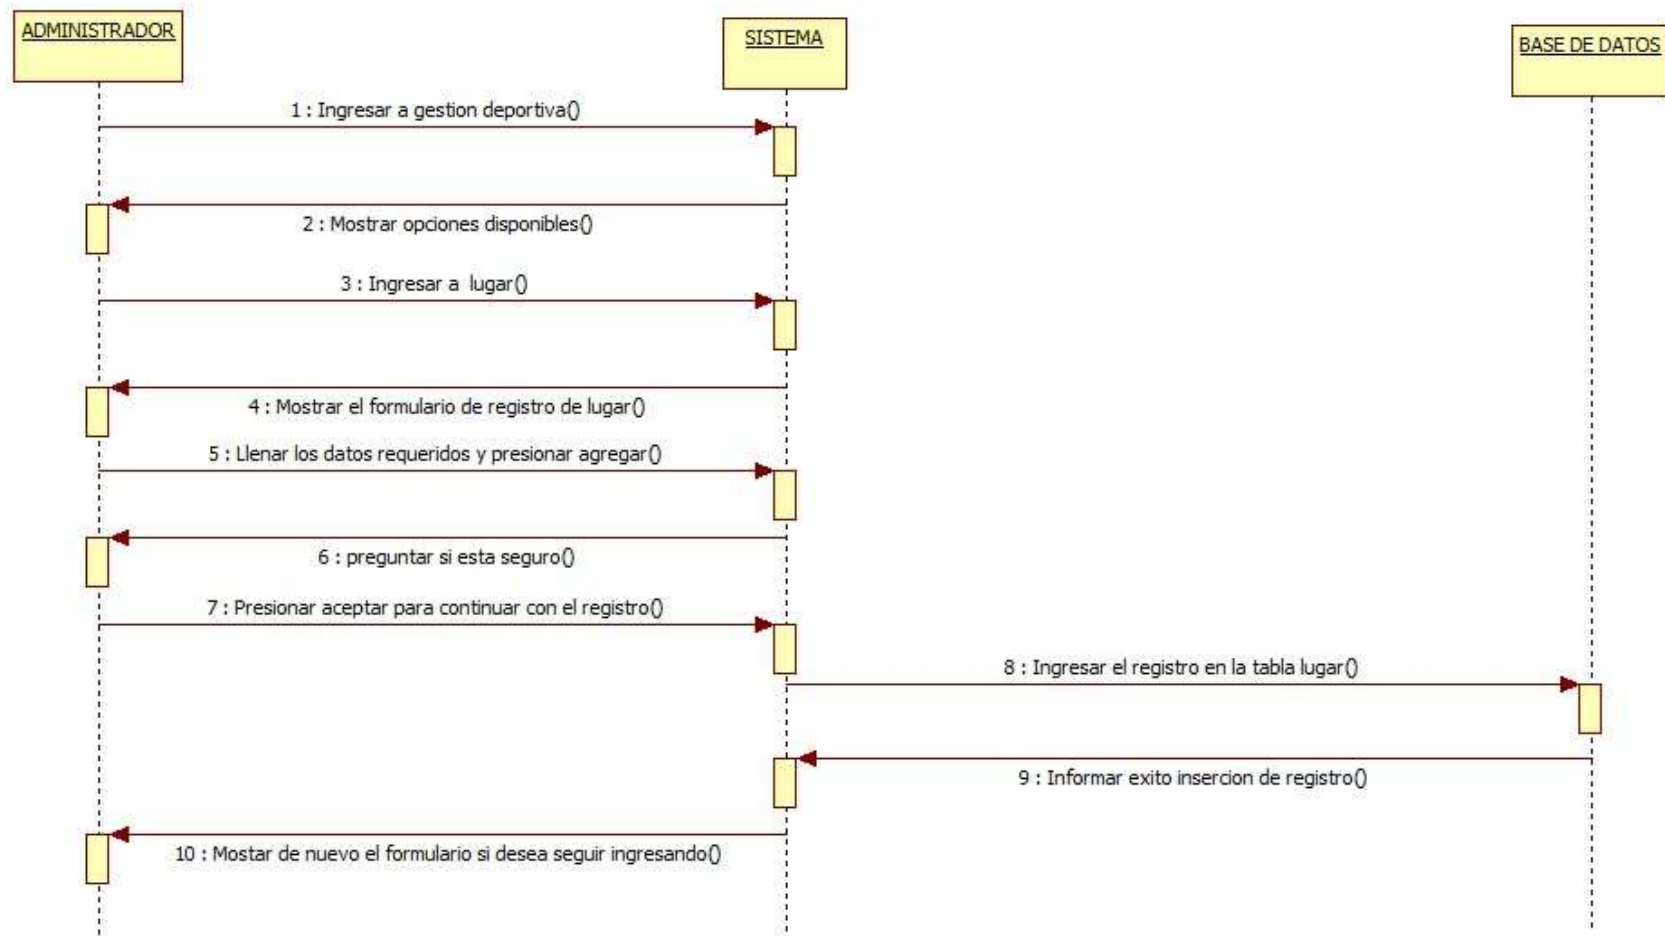 ADMINISTRADOR
SISTEMA
BASE DE DATOS
1 : Ingresar a gestion deportiva()
2 : Mostrar opciones disponibles()
3 : Ingresar a  lugar()
4 : Mostrar el formulario de registro de lugar()
5 : Llenar los datos requeridos y presionar agregar()
6 : preguntar si esta seguro()
7 : Presionar aceptar para continuar con el registro()
8 : Ingresar el registro en la tabla lugar()
9 : Informar exito insercion de registro()
10 : Mostar de nuevo el formulario si desea seguir ingresando()